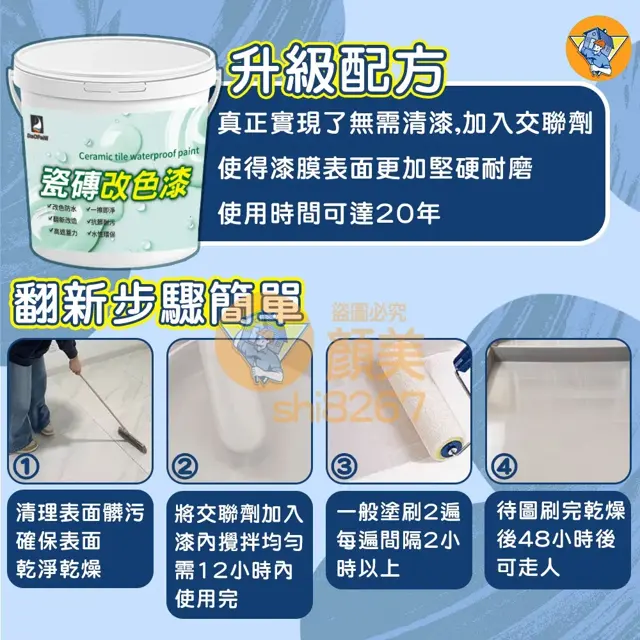 升級配方
真正實現了無需清漆,加入交聯劑
使得漆膜表面更加堅硬耐磨
使用時間可達20年
Ceramic tile waterproof paint
瓷磚改色漆
✓改色防水 ✓一擦即淨
✓翻新改造 ✓抗髒耐污
✓高遮蓋力 ✓水性環保
翻新步驟簡單
盜圖必究
顏美
shi8267
①
清理表面髒污
確保表面
乾淨乾燥
②
將交聯劑加入
漆內攪拌均勻
需12小時內
使用完
③
一般塗刷2遍
每遍間隔2小
時以上
④
待圖刷完乾燥
後48小時後
可走人